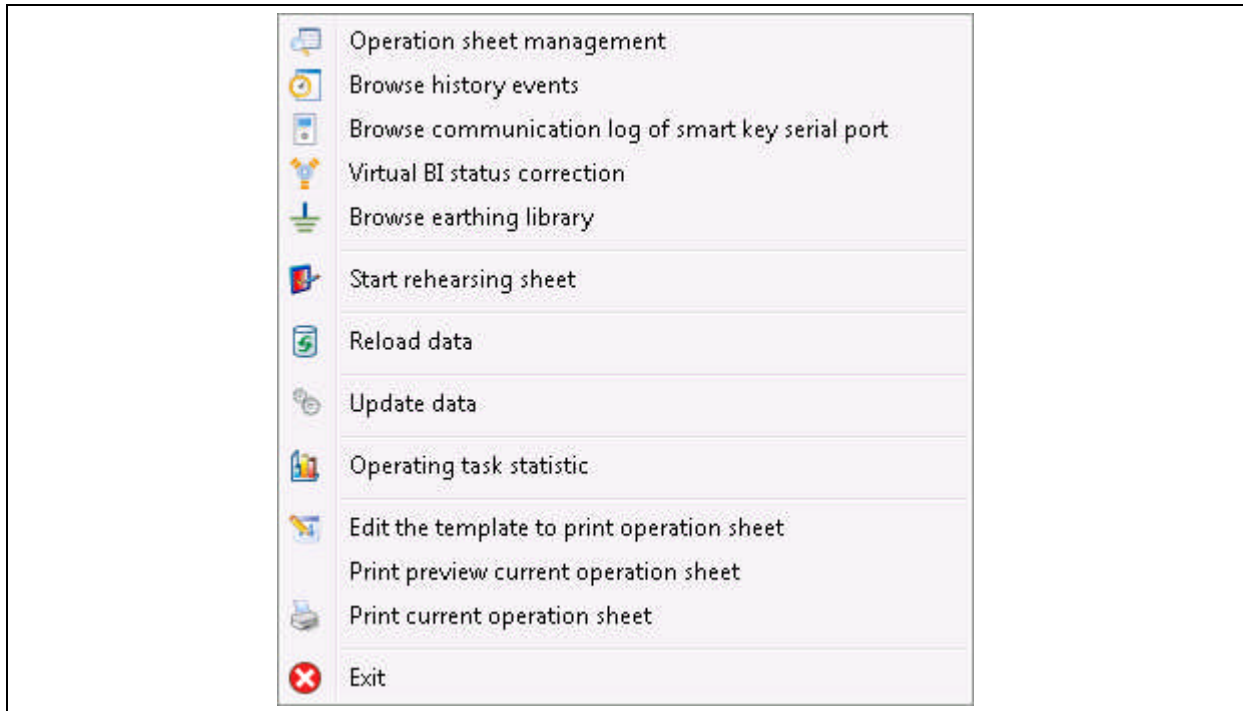 Operation sheet management
Browse history events
Browse communication log of smart key serial port
Virtual BI status correction
Browse earthing library
Start rehearsing sheet
Reload data
Update data
Operating task statistic
Edit the template to print operation sheet
Print preview current operation sheet
Print current operation sheet
Exit